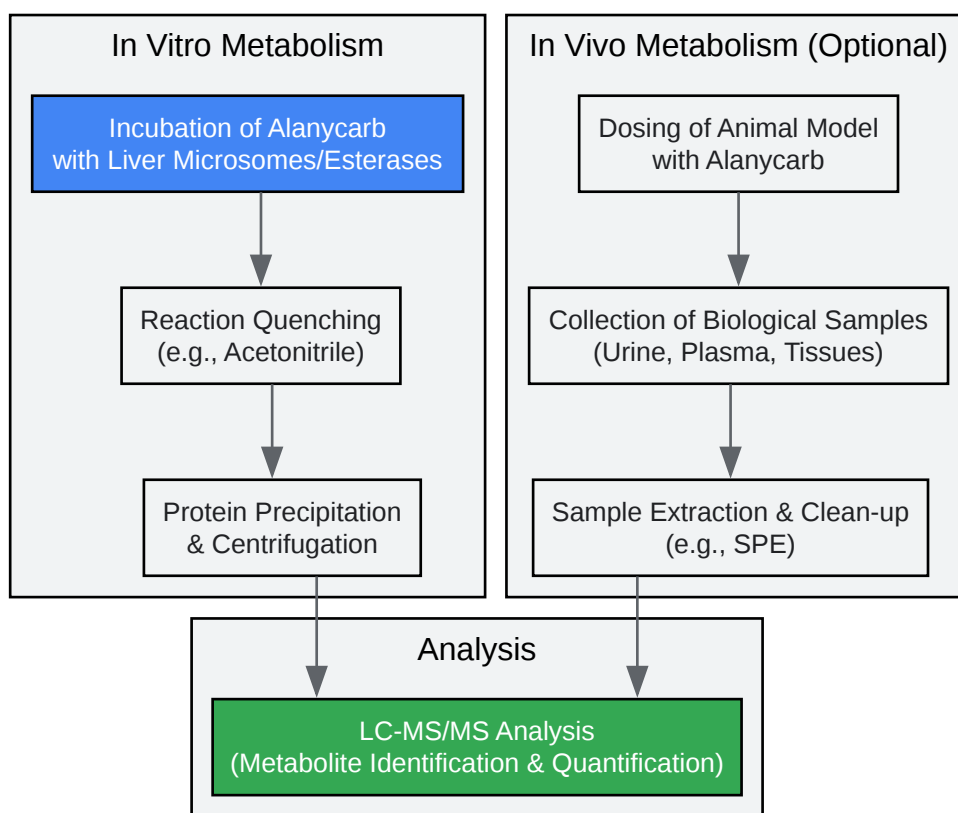 In Vitro Metabolism
Incubation of Alanycarb
with Liver Microsomes/Esterases
Reaction Quenching
(e.g., Acetonitrile)
Protein Precipitation
& Centrifugation
In Vivo Metabolism (Optional)
Dosing of Animal Model
with Alanycarb
Collection of Biological Samples
(Urine, Plasma, Tissues)
Sample Extraction & Clean-up
(e.g., SPE)
Analysis
LC-MS/MS Analysis
(Metabolite Identification & Quantification)